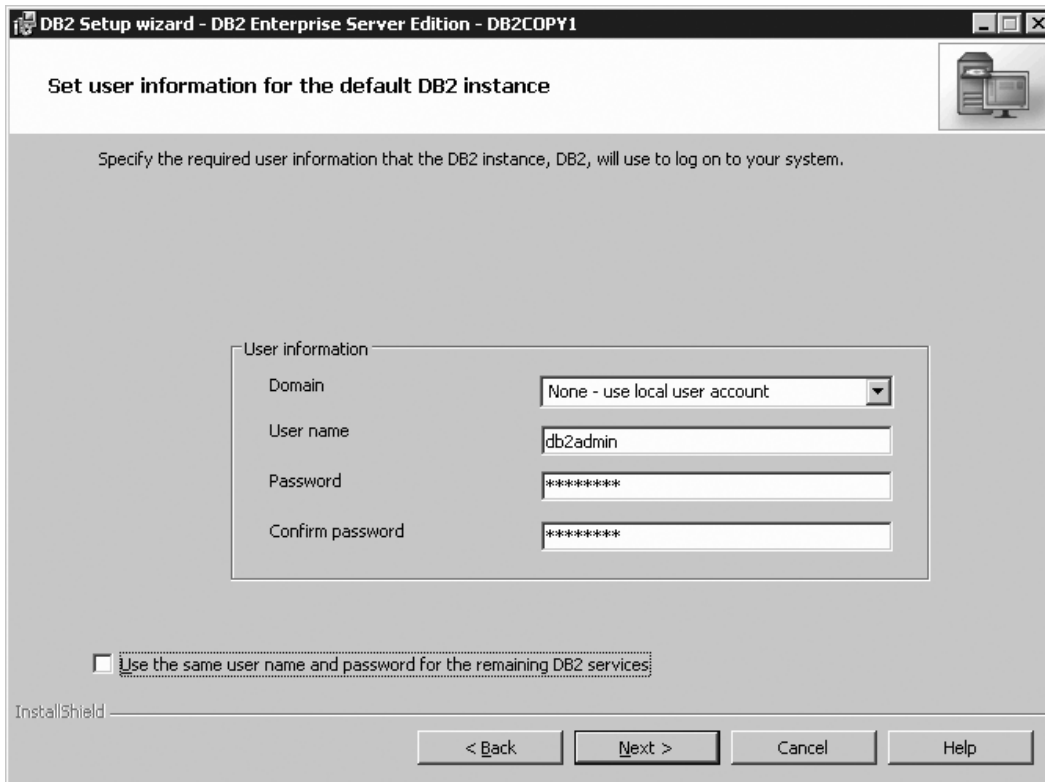 DB2 Setup wizard - DB2 Enterprise Server Edition - DB2COPY1
Set user information for the default DB2 instance
Specify the required user information that the DB2 instance, DB2, will use to log on to your system.
User information
Domain
None - use local user account
User name
db2admin
Password
********
Confirm password
********
Use the same user name and password for the remaining DB2 services
InstallShield
< Back
Next >
Cancel
Help